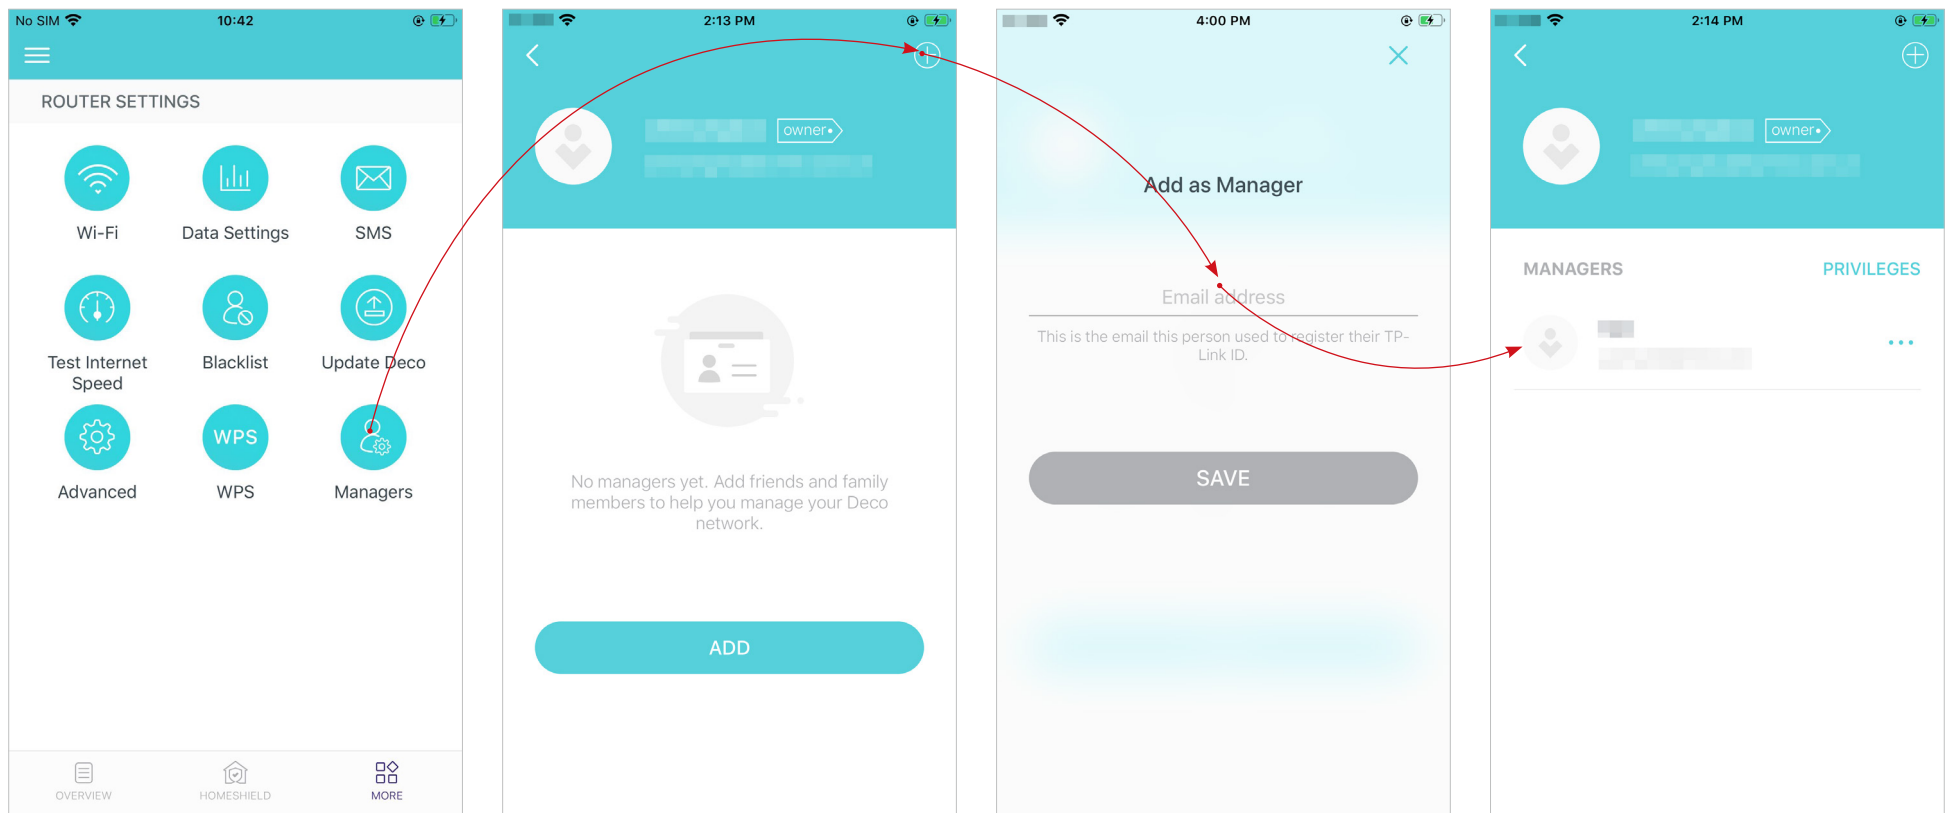 No SIM
10:42
ROUTER SETTINGS
Wi-Fi
Data Settings
SMS
Test Internet
Speed
Blacklist
Update Deco
WPS
Advanced
WPS
Managers
OVERVIEW
HOMESHIELD
MORE
2:13 PM
owner
No managers yet. Add friends and family
members to help you manage your Deco
network.
ADD
4:00 PM
Add as Manager
Email address
This is the email this person used to register their TP-
Link ID.
SAVE
2:14 PM
owner
MANAGERS
PRIVILEGES